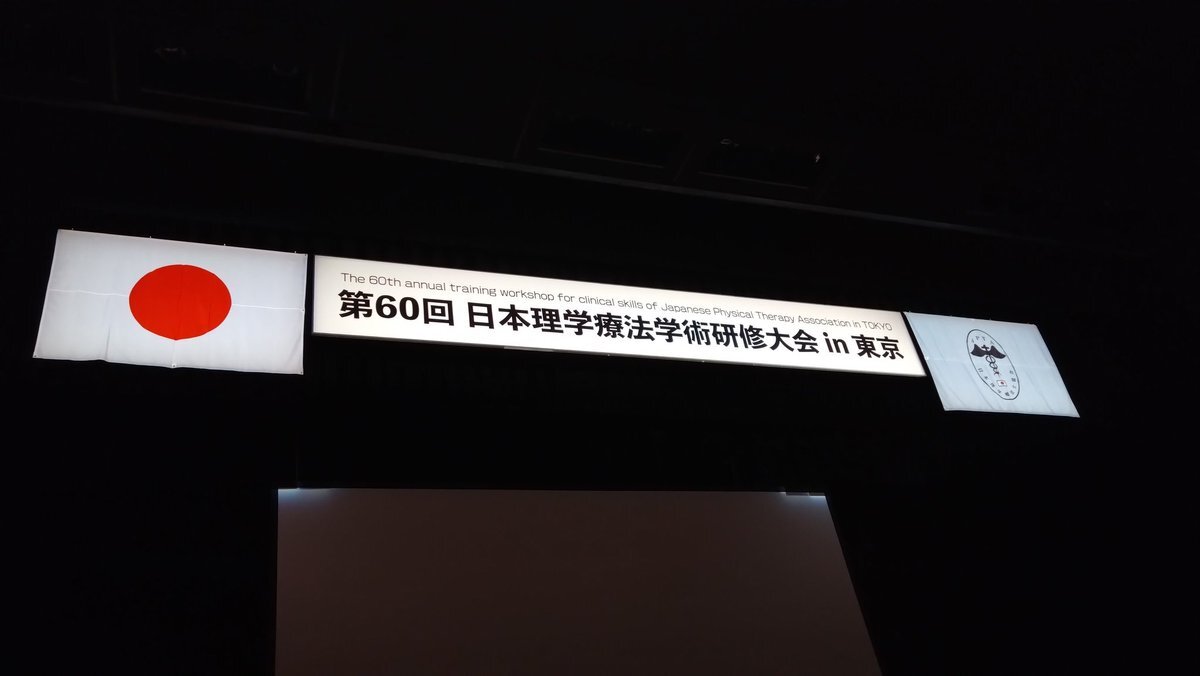 The 60th annual training workshop for clinical skills of Japanese Physical Therapy Association in TOKYO
第60回 日本理学療法学術研修大会 in 東京